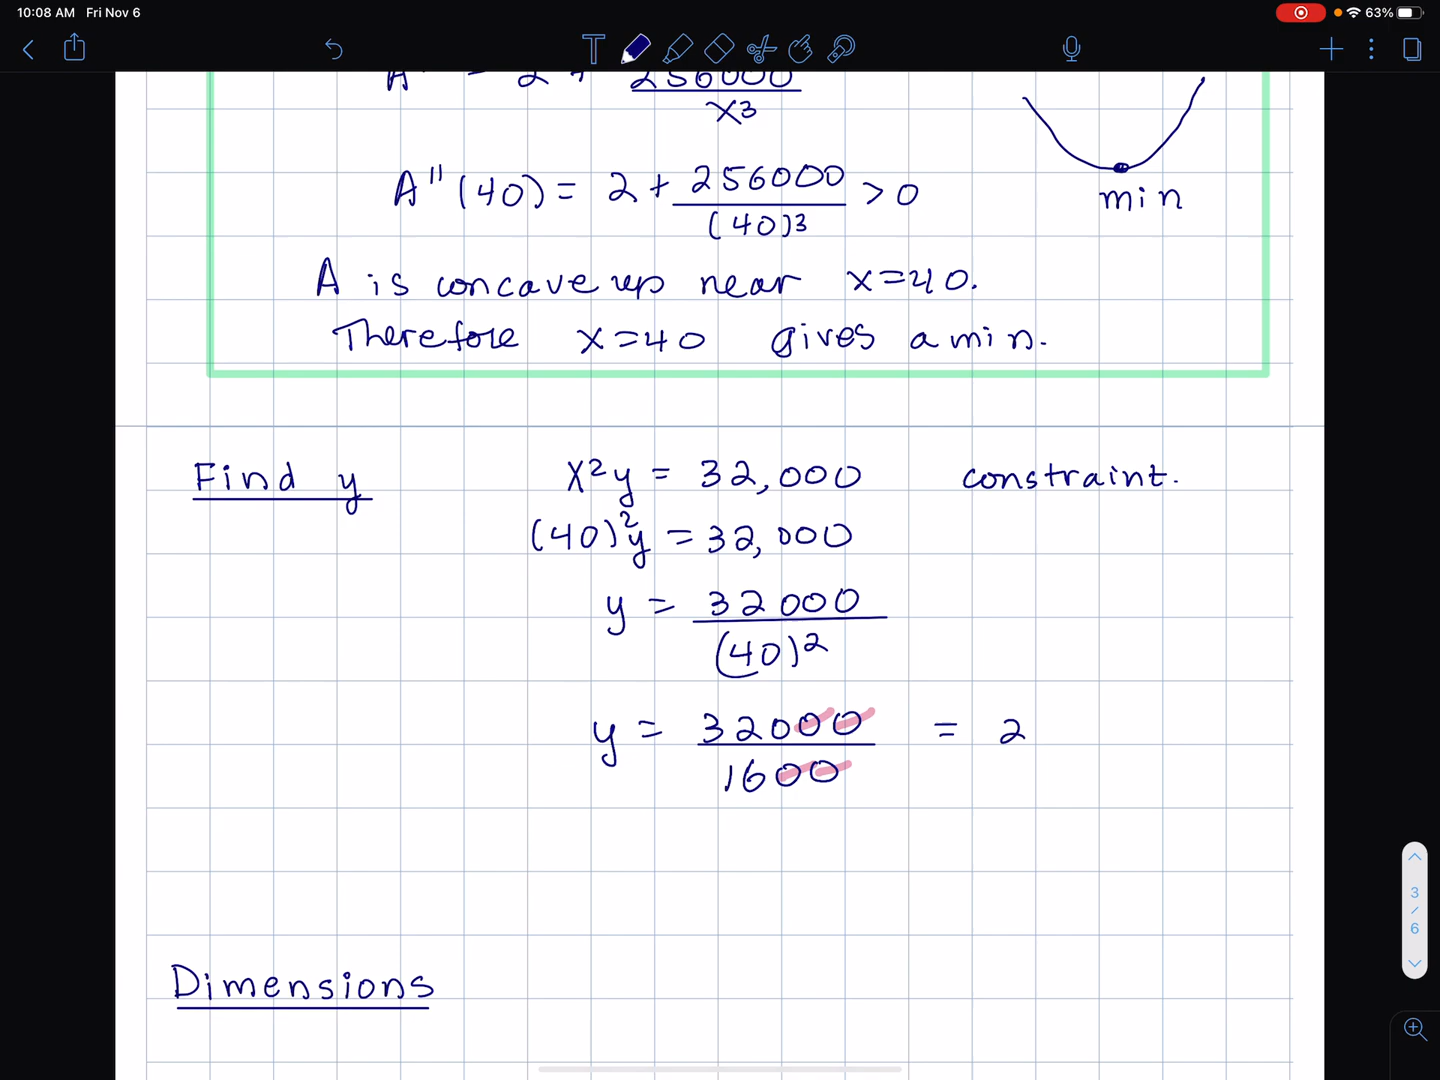 10:08 AM Fri Nov 6
63%
T
256000
x³
A"(40) = 2 + 256000 / (40)³ > 0
min
A is concave up near x=40.
Therefore x=40 gives a min.
Find y
x²y = 32,000 constraint.
(40)²y = 32,000
y = 32000 / (40)²
y = 32000 / 1600 = 2
3 / 6
Dimensions